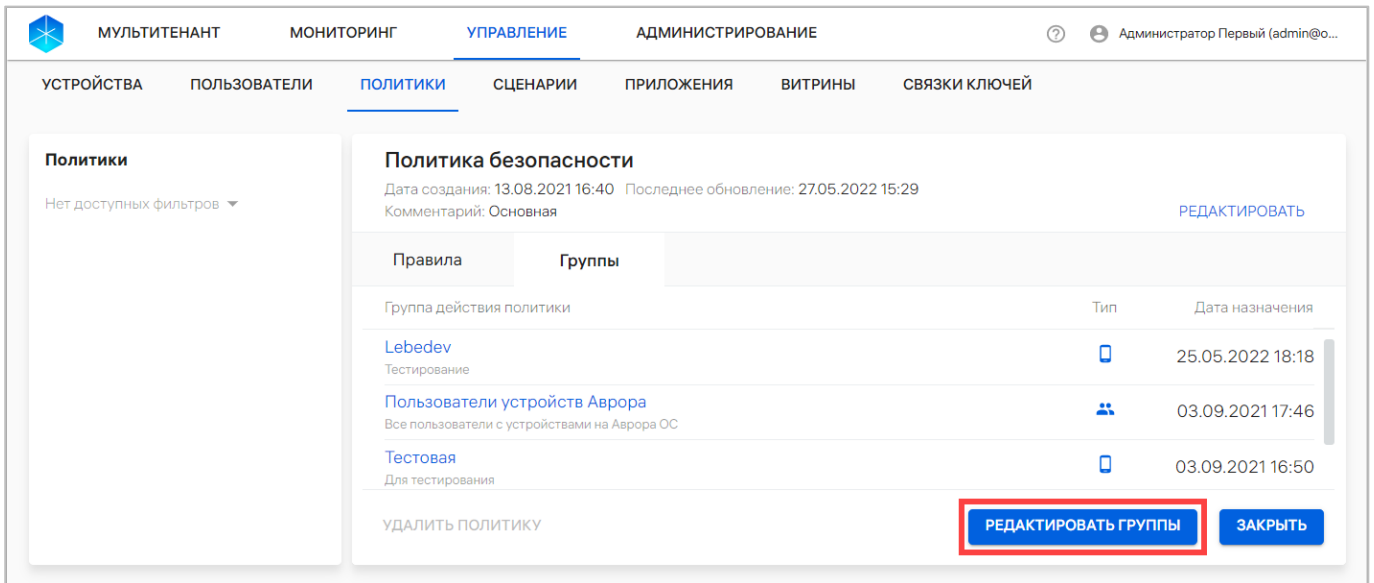 МУЛЬТИТЕНАНТ МОНИТОРИНГ УПРАВЛЕНИЕ АДМИНИСТРИРОВАНИЕ ? Администратор Первый (admin@o...
УСТРОЙСТВА ПОЛЬЗОВАТЕЛИ ПОЛИТИКИ СЦЕНАРИИ ПРИЛОЖЕНИЯ ВИТРИНЫ СВЯЗКИ КЛЮЧЕЙ
Политики
Нет доступных фильтров
Политика безопасности
Дата создания: 13.08.2021 16:40 Последнее обновление: 27.05.2022 15:29
Комментарий: Основная
РЕДАКТИРОВАТЬ
Правила Группы
Группа действия политики Тип Дата назначения
Lebedev 25.05.2022 18:18
Тестирование
Пользователи устройств Аврора 03.09.2021 17:46
Все пользователи с устройствами на Аврора ОС
Тестовая 03.09.2021 16:50
Для тестирования
УДАЛИТЬ ПОЛИТИКУ РЕДАКТИРОВАТЬ ГРУППЫ ЗАКРЫТЬ